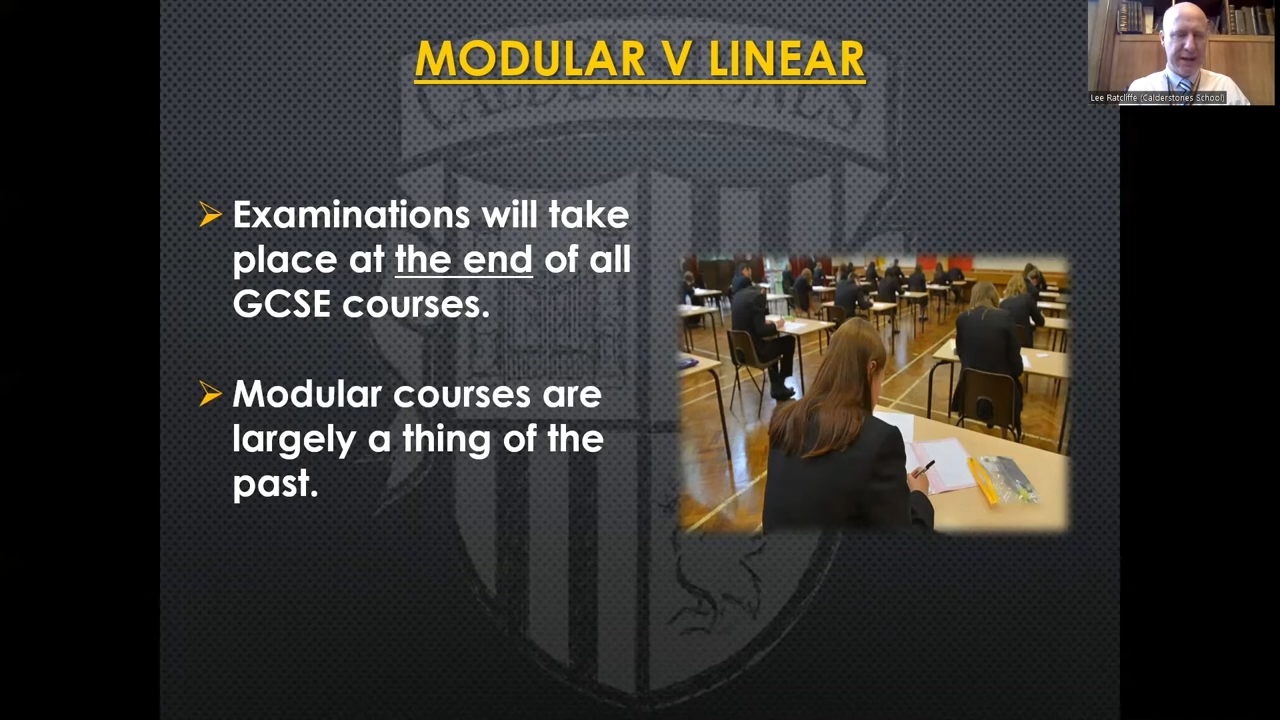 MODULAR V LINEAR
Lee Ratcliffe (Calderstones School)
Examinations will take
place at the end of all
GCSE courses.
Modular courses are
largely a thing of the
past.